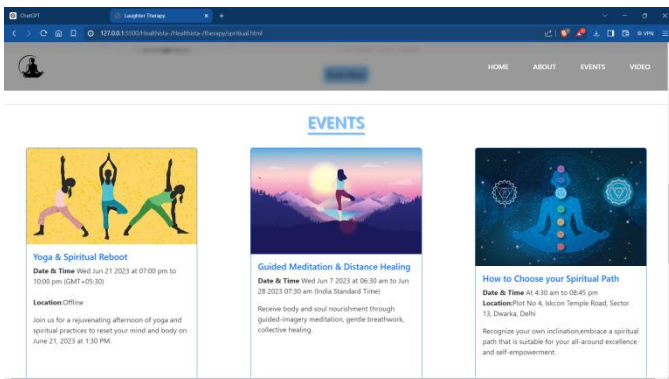 ChatGPT
Laughter Therapy
127.0.0.1:5500/Healthista-/Healthista-/therapy/spritual.html
VPN
HOME ABOUT EVENTS VIDEO
EVENTS
Yoga & Spiritual Reboot
Date & Time Wed Jun 21 2023 at 07:00 pm to
10:00 pm (GMT+05:30)
Location:Offline
Join us for a rejuvenating afternoon of yoga and
spiritual practices to reset your mind and body on
June 21, 2023 at 1:30 PM.
Guided Meditation & Distance Healing
Date & Time Wed Jun 7 2023 at 06:30 am to Jun
28 2023 07:30 am (India Standard Time)
Receive body and soul nourishment through
guided-imagery meditation, gentle breathwork,
collective healing.
How to Choose your Spiritual Path
Date & Time At 4:30 am to 08:45 pm
Location:Plot No 4, Iskcon Temple Road, Sector
13, Dwarka, Delhi
Recognize your own inclination,embrace a spiritual
path that is suitable for your all-around excellence
and self-empowerment.